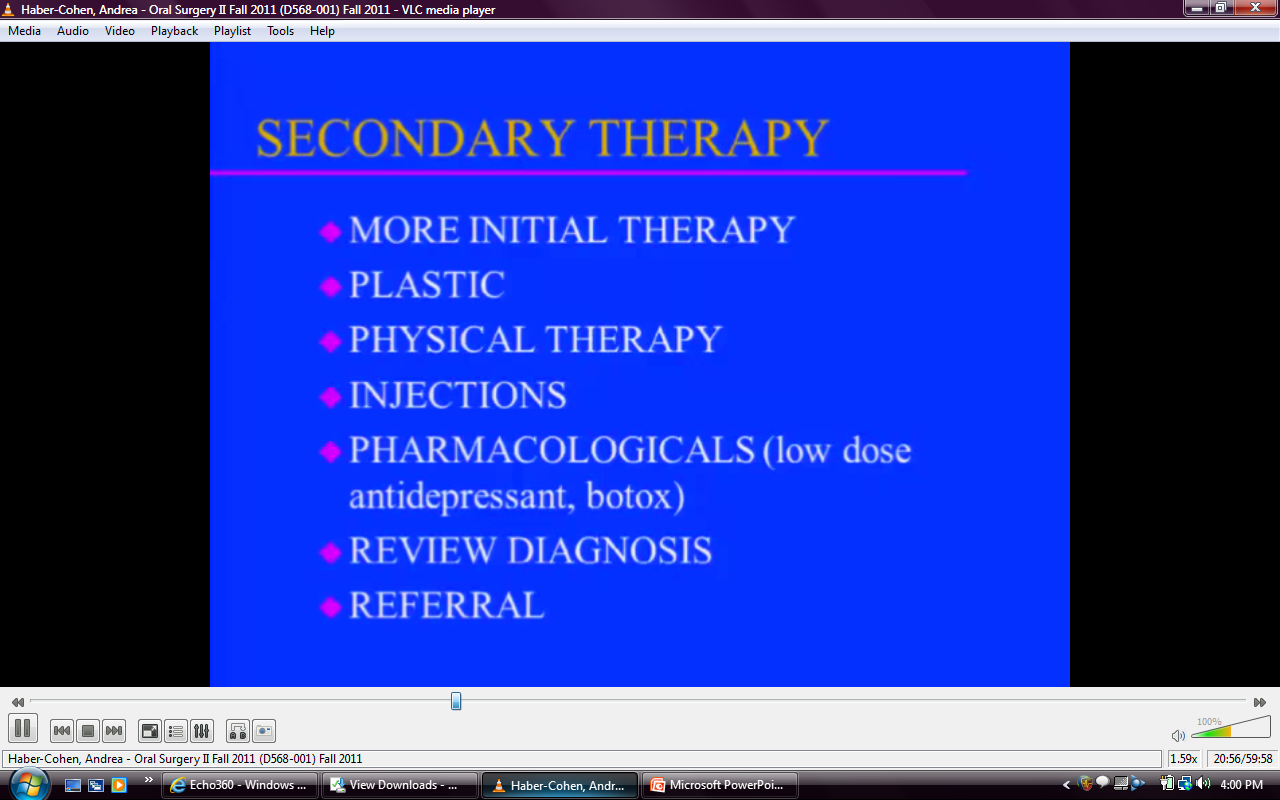 Haber-Cohen, Andrea - Oral Surgery II Fall 2011 (D568-001) Fall 2011 - VLC media player
Media Audio Video Playback Playlist Tools Help
SECONDARY THERAPY
MORE INITIAL THERAPY
PLASTIC
PHYSICAL THERAPY
INJECTIONS
PHARMACOLOGICALS (low dose
antidepressant, botox)
REVIEW DIAGNOSIS
REFERRAL
100%
Haber-Cohen, Andrea - Oral Surgery II Fall 2011 (D568-001) Fall 2011
1.59x
20:56/59:58
Echo360 - Windows ...
View Downloads - ...
Haber-Cohen, Andr...
Microsoft PowerPoi...
4:00 PM